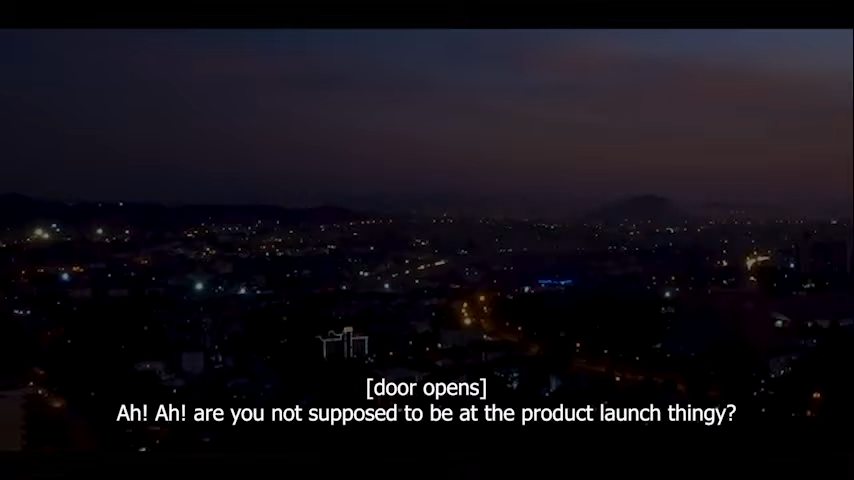 [door opens]
Ah! Ah! are you not supposed to be at the product launch thingy?